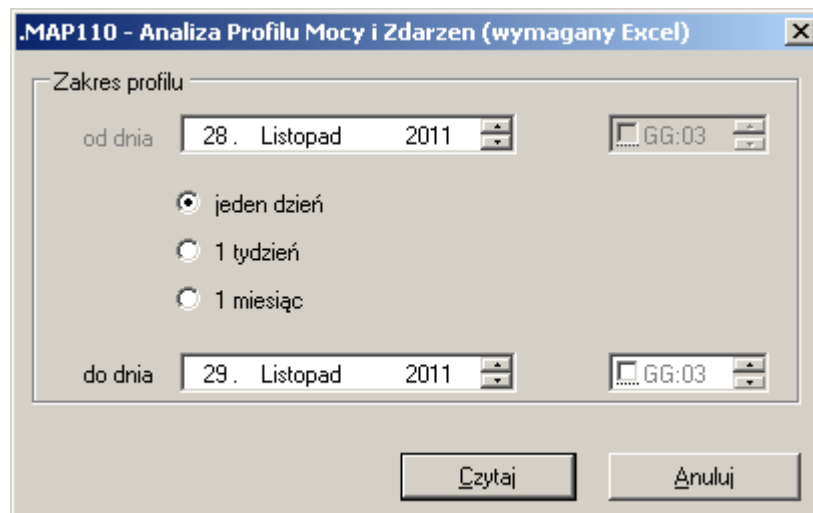 .MAP110 - Analiza Profilu Mocy i Zdarzen (wymagany Excel)
Zakres profilu
od dnia 28. Listopad 2011 GG:03
jeden dzień
1 tydzień
1 miesiąc
do dnia 29. Listopad 2011 GG:03
Czytaj Anuluj